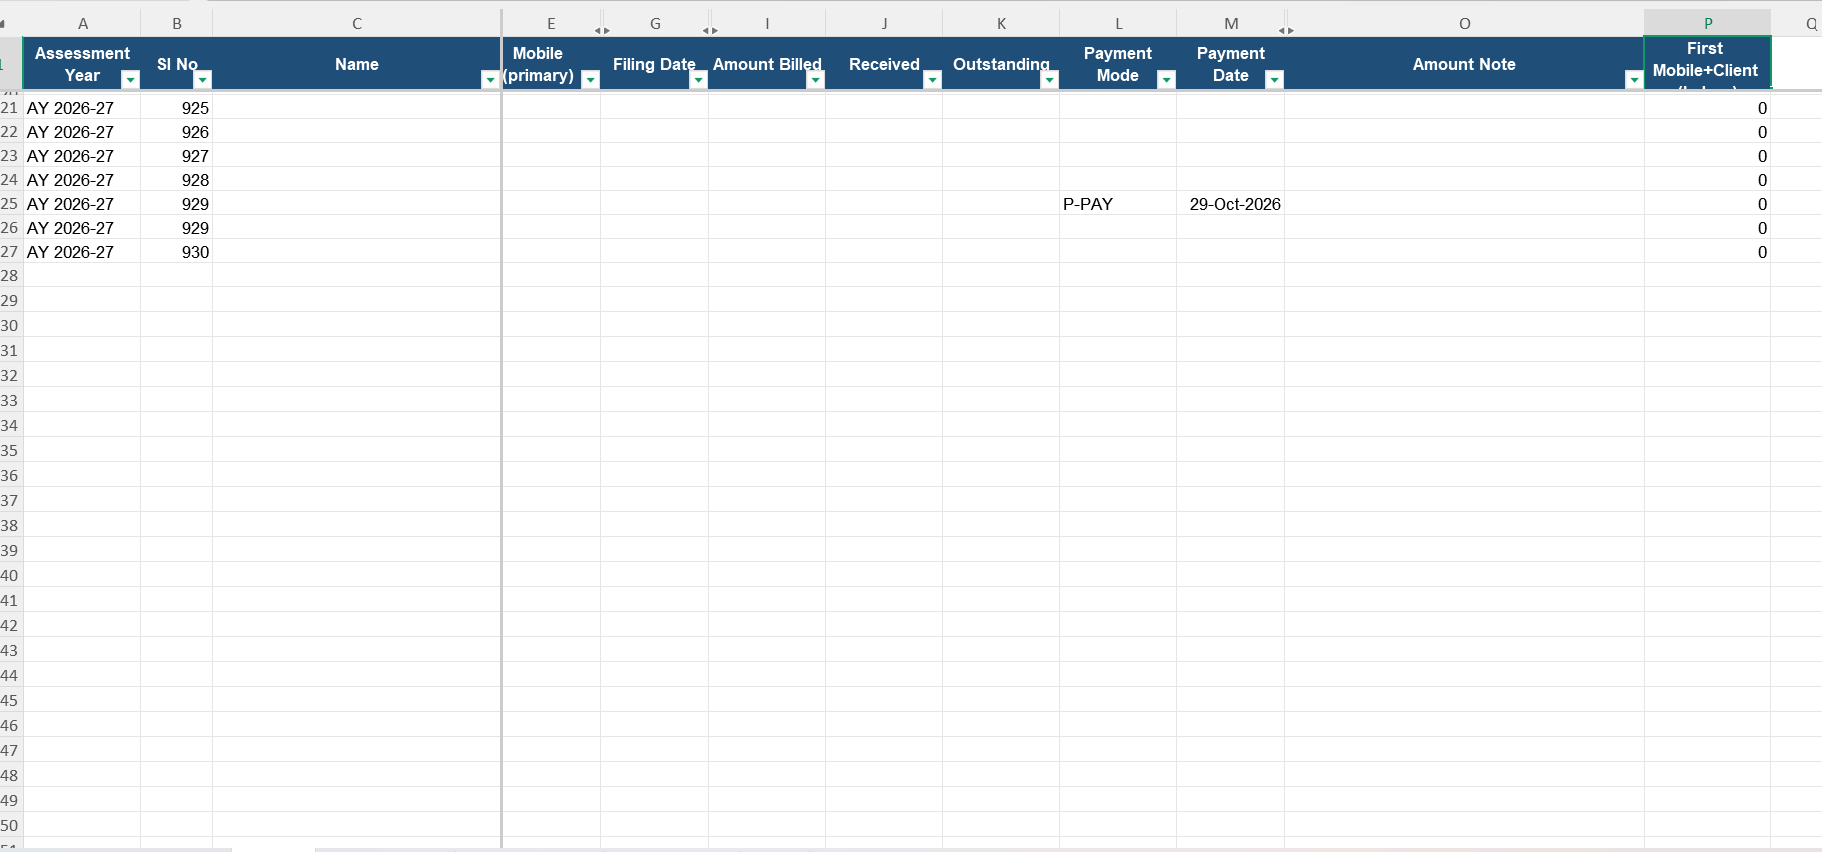 A B C E G I J K L M O P Q
Assessment Year Sl No Name Mobile (primary) Filing Date Amount Billed Received Outstanding Payment Mode Payment Date Amount Note First Mobile+Client
21 AY 2026-27 925 0
22 AY 2026-27 926 0
23 AY 2026-27 927 0
24 AY 2026-27 928 0
25 AY 2026-27 929 P-PAY 29-Oct-2026 0
26 AY 2026-27 929 0
27 AY 2026-27 930 0
28
29
30
31
32
33
34
35
36
37
38
39
40
41
42
43
44
45
46
47
48
49
50